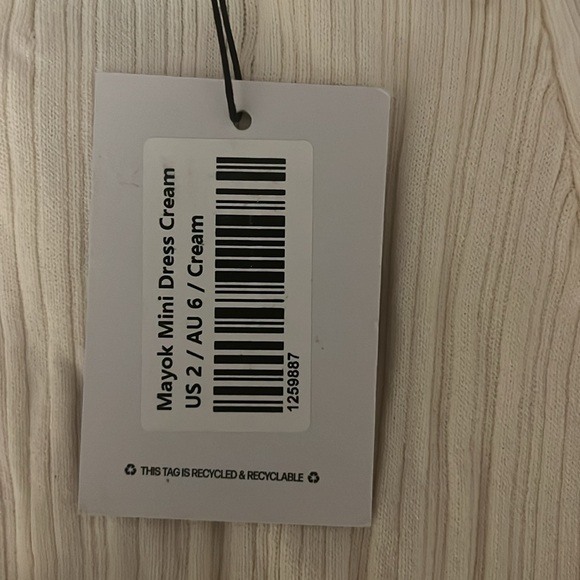 Mayok Mini Dress Cream
US 2 / AU 6 / Cream
1259887
♻ THIS TAG IS RECYCLED & RECYCLABLE ♻